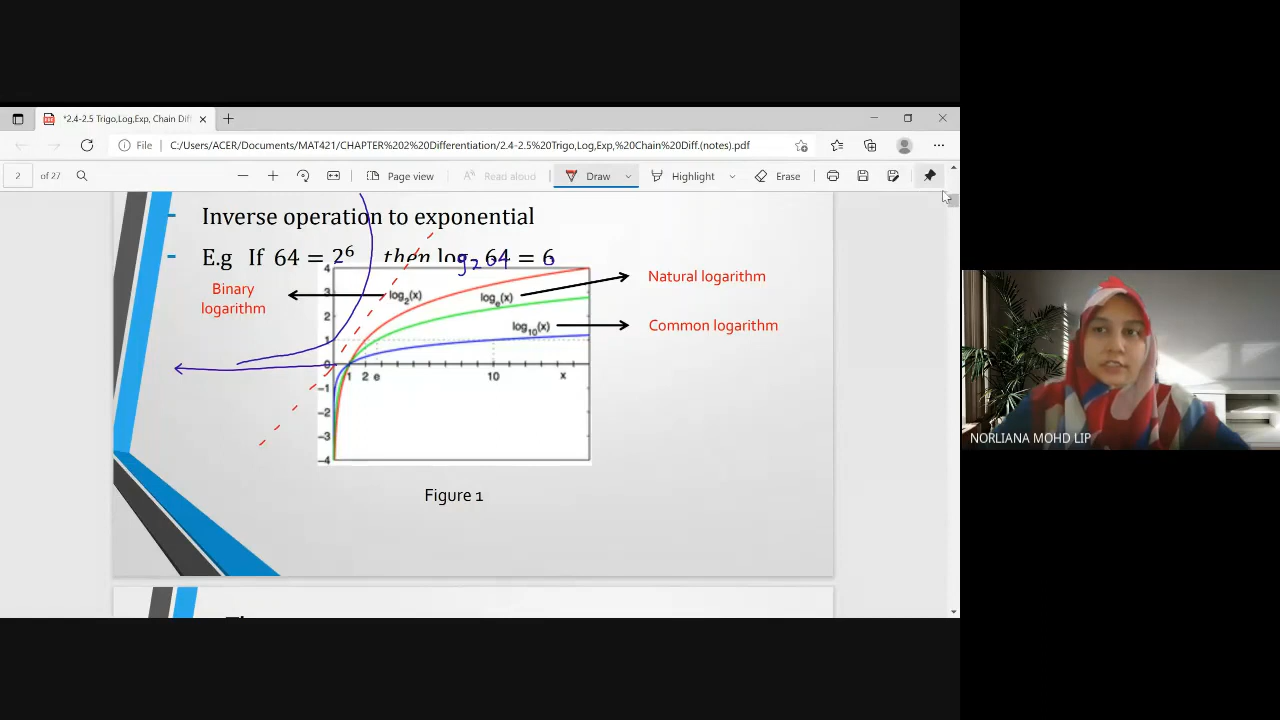 *2.4-2.5 Trigo,Log,Exp, Chain Diff
File C:/Users/ACER/Documents/MAT421/CHAPTER%202%20Differentiation/2.4-2.5%20Trigo,Log,Exp,%20Chain%20Diff.(notes).pdf
2 of 27 Page view Read aloud Draw Highlight Erase
- Inverse operation to exponential
- E.g If 64 = 2⁶ then log₂ 64 = 6
Binary
logarithm
Natural logarithm
Common logarithm
log₂(x)
logₑ(x)
log₁₀(x)
4
3
2
1
0
-1
-2
-3
-4
1 2 e 10 x
Figure 1
NORLIANA MOHD LIP